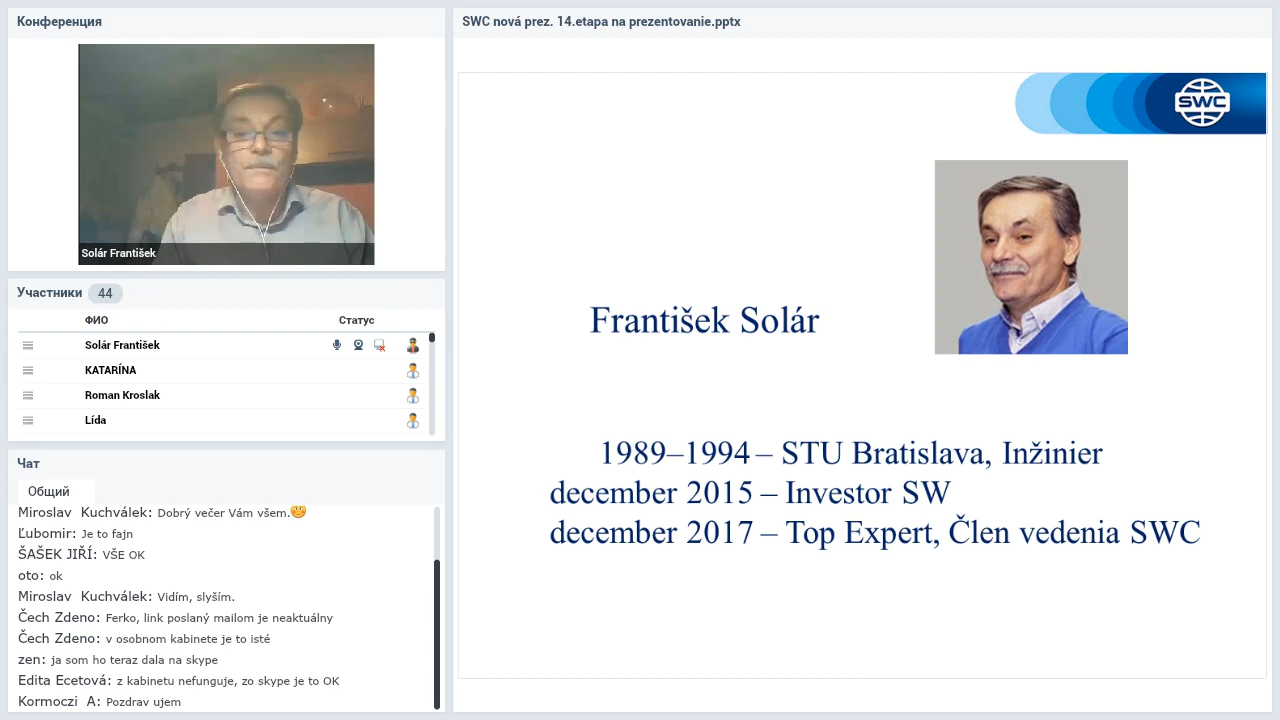 Конференция
Solár František
Участники 44
ФИО Статус
Solár František
KATARÍNA
Roman Kroslak
Lída
Чат
Общий
Miroslav Kuchválek: Dobrý večer Vám všem.
Ľubomir: Je to fajn
ŠAŠEK JIŘÍ: VŠE OK
oto: ok
Miroslav Kuchválek: Vidím, slyším.
Čech Zdeno: Ferko, link poslaný mailom je neaktuálny
Čech Zdeno: v osobnom kabinete je to isté
zen: ja som ho teraz dala na skype
Edita Ecetová: z kabinetu nefunguje, zo skype je to OK
Kormoczi A: Pozdrav ujem
SWC nová prez. 14.etapa na prezentovanie.pptx
SWC
František Solár
1989–1994 – STU Bratislava, Inžinier
december 2015 – Investor SW
december 2017 – Top Expert, Člen vedenia SWC